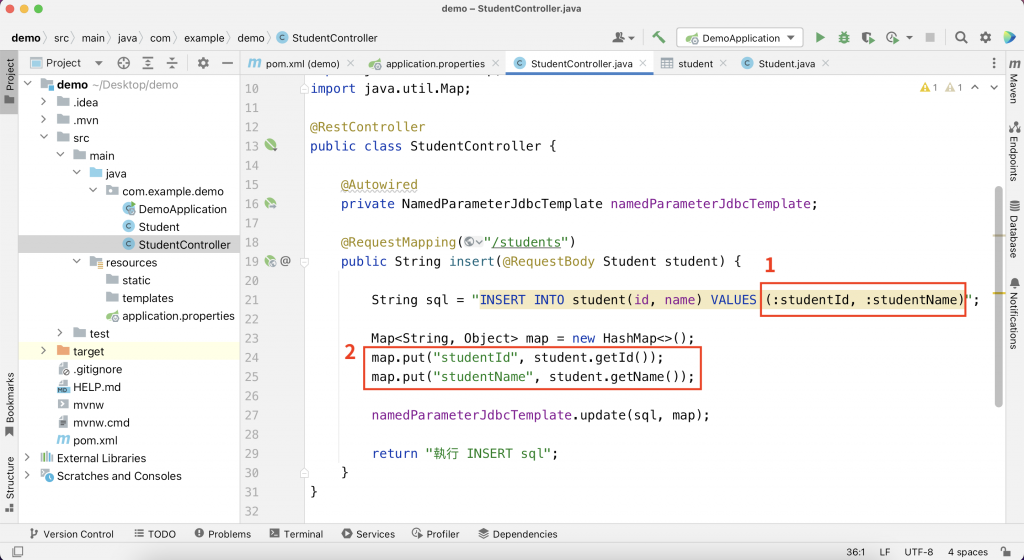 demo – StudentController.java
demo src main java com example demo StudentController
DemoApplication
Project
pom.xml (demo)
application.properties
StudentController.java
student
Student.java
Project
Bookmarks
Structure
demo ~/Desktop/demo
.idea
.mvn
src
main
java
com.example.demo
DemoApplication
Student
StudentController
resources
static
templates
application.properties
test
target
.gitignore
HELP.md
mvnw
mvnw.cmd
pom.xml
External Libraries
Scratches and Consoles
10 import java.util.Map;
11
12 @RestController
13 public class StudentController {
14
15 @Autowired
16 private NamedParameterJdbcTemplate namedParameterJdbcTemplate;
17
18 @RequestMapping("/students")
19 @ public String insert(@RequestBody Student student) {
20
1
21 String sql = "INSERT INTO student(id, name) VALUES (:studentId, :studentName)";
22
23 Map<String, Object> map = new HashMap<>();
2
24 map.put("studentId", student.getId());
25 map.put("studentName", student.getName());
26
27 namedParameterJdbcTemplate.update(sql, map);
28
29 return "執行 INSERT sql";
30 }
31 }
32
1 1
Maven
Endpoints
Database
Notifications
Version Control TODO Problems Terminal Services Profiler Dependencies
36:1 LF UTF-8 4 spaces